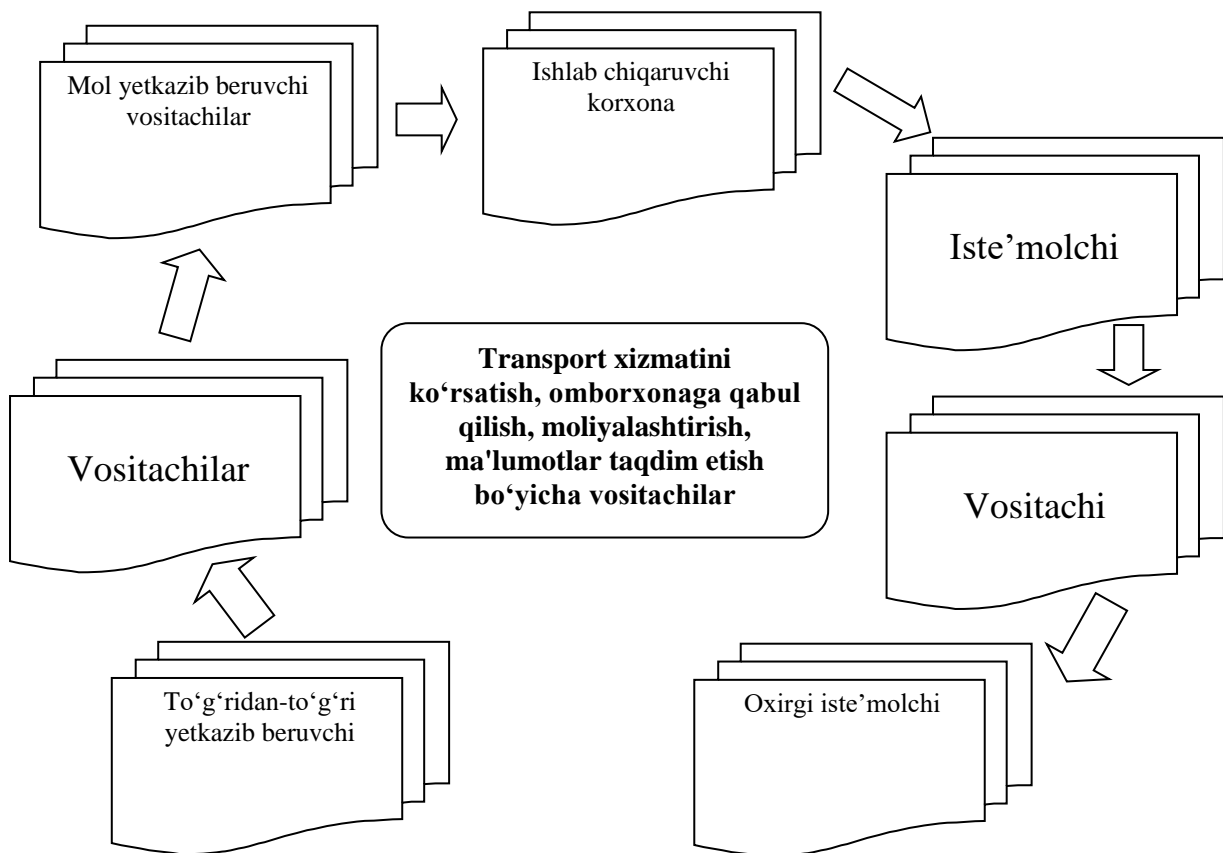 Mol yetkazib beruvchi
vositachilar
Ishlab chiqaruvchi
korxona
Iste’molchi
Transport xizmatini
ko‘rsatish, omborxonaga qabul
qilish, moliyalashtirish,
ma'lumotlar taqdim etish
bo‘yicha vositachilar
Vositachilar
Vositachi
To‘g‘ridan-to‘g‘ri
yetkazib beruvchi
Oxirgi iste’molchi